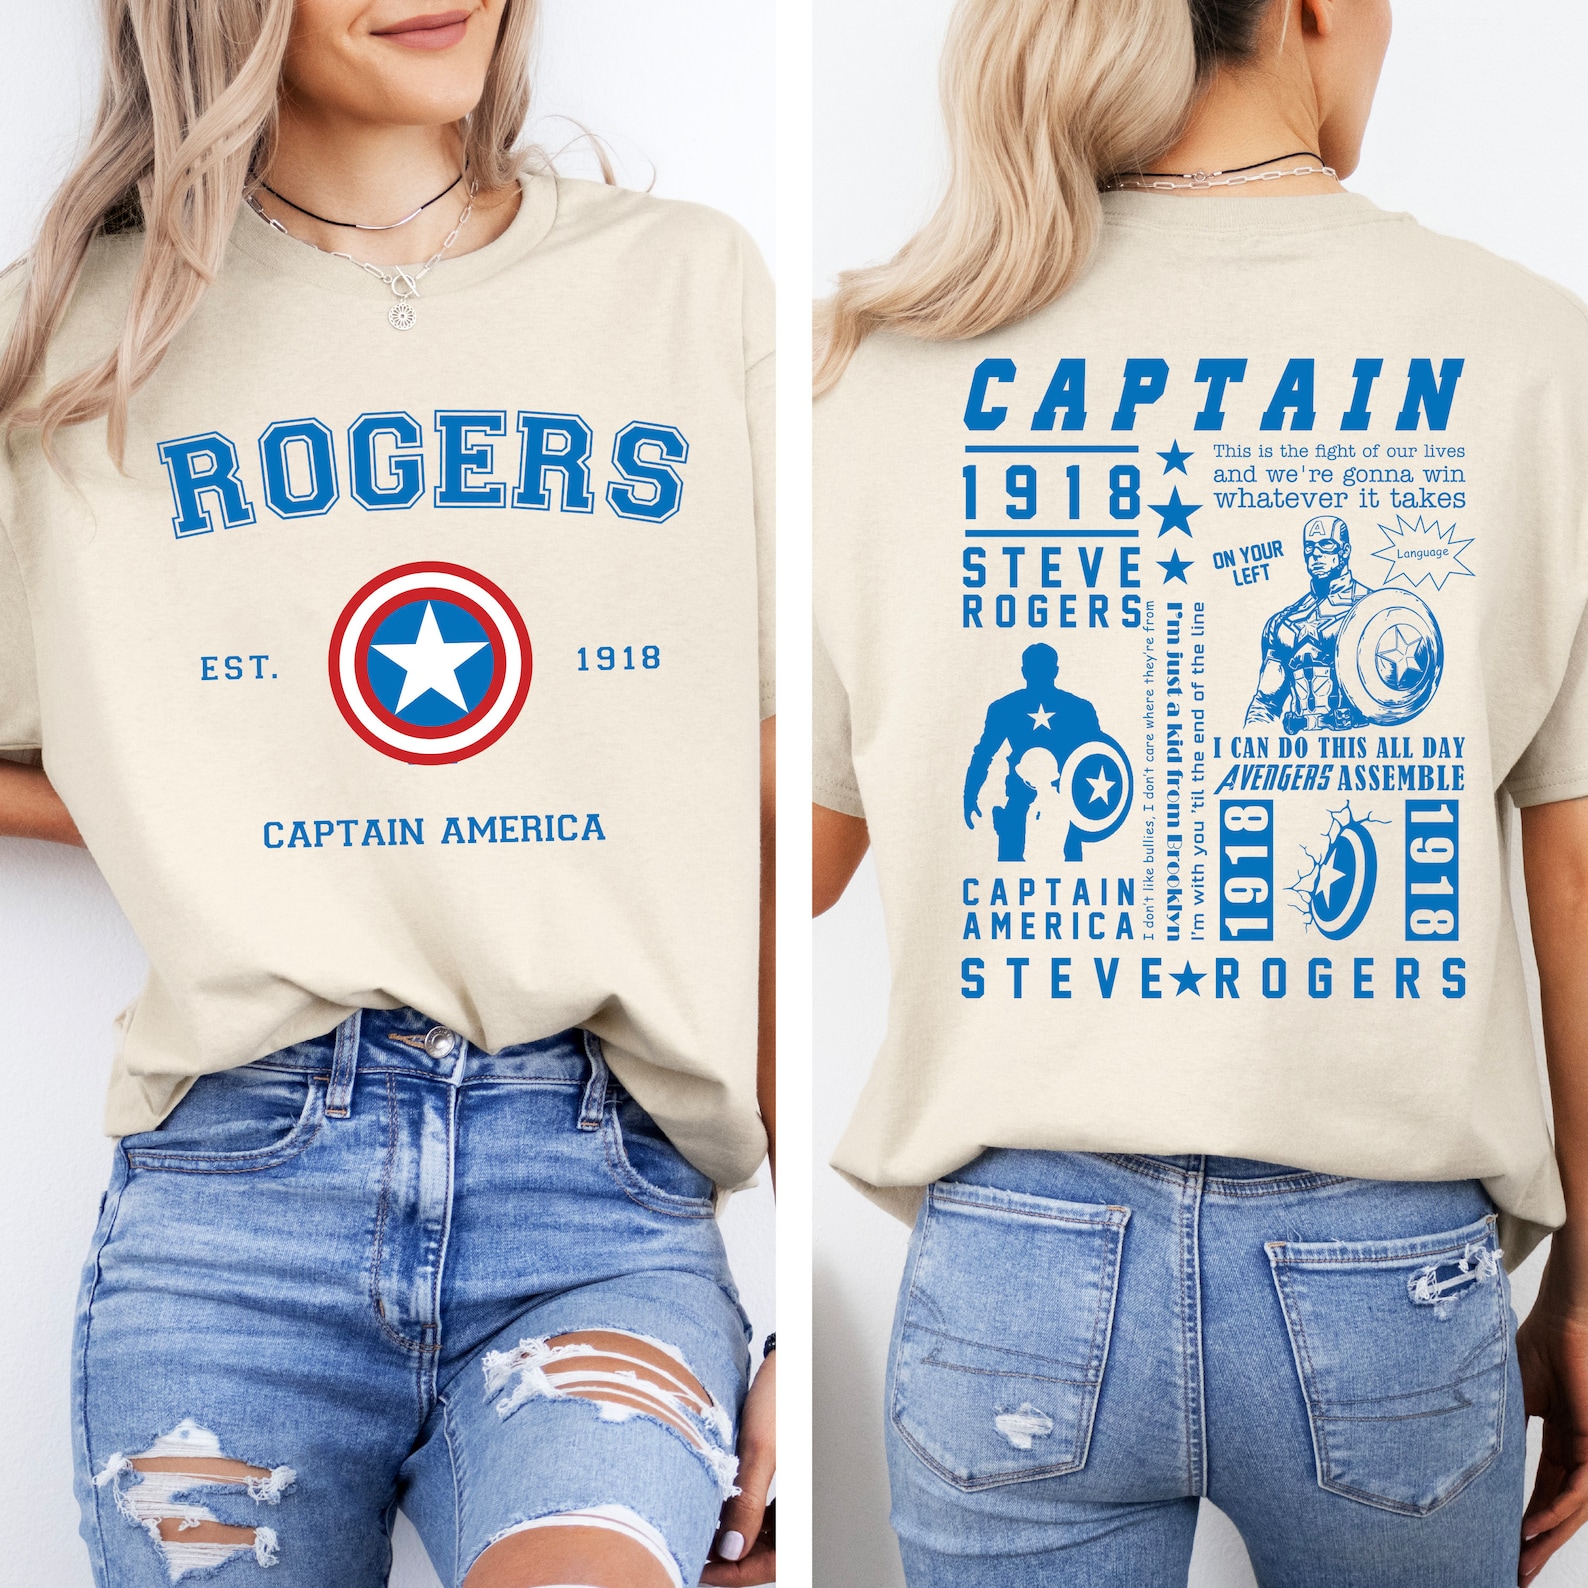 ROGERS
EST.
1918
CAPTAIN AMERICA
CAPTAIN
1918
STEVE
ROGERS
CAPTAIN
AMERICA
I don't like bullies, I don't care where they're from
I'm just a kid from Brooklyn
I'm with you 'til the end of the line
This is the fight of our lives
and we're gonna win
whatever it takes
ON YOUR
LEFT
A
Language
I CAN DO THIS ALL DAY
AVENGERS ASSEMBLE
1918
1918
STEVE★ROGERS